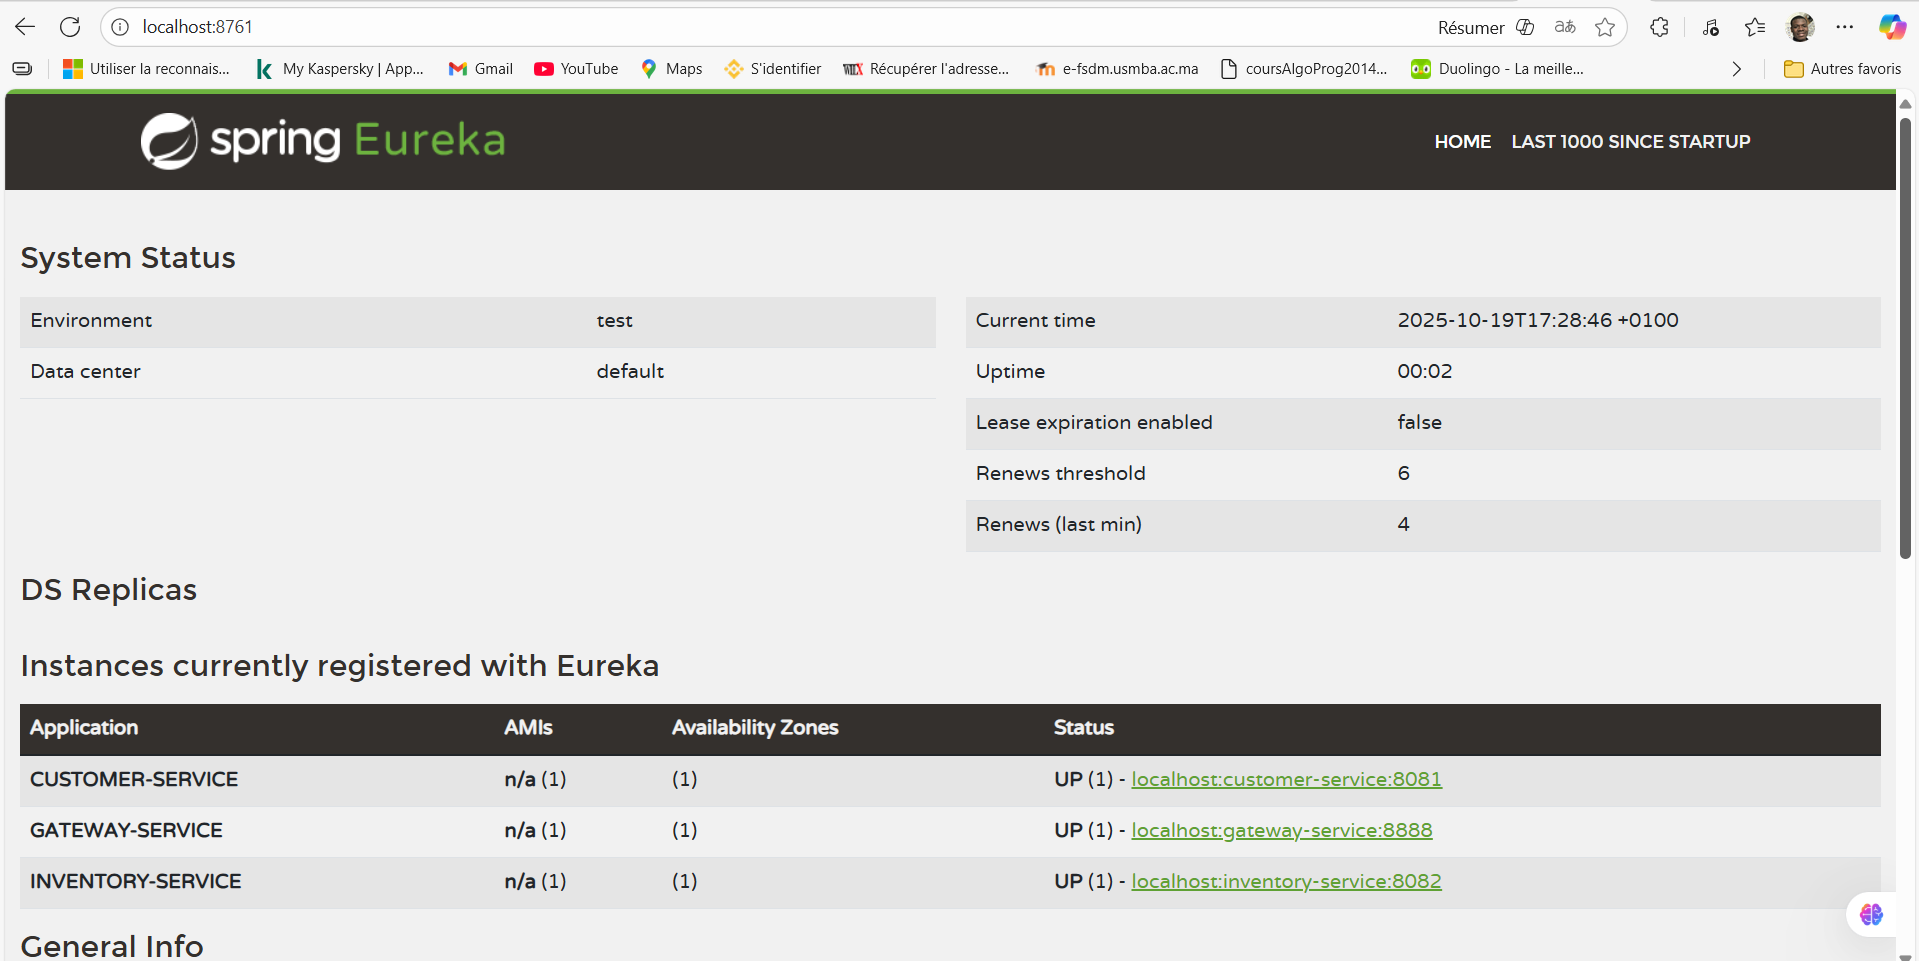 localhost:8761
Résumer
aあ
Utiliser la reconnais...
My Kaspersky | App...
Gmail
YouTube
Maps
S'identifier
Récupérer l'adresse...
e-fsdm.usmba.ac.ma
coursAlgoProg2014...
Duolingo - La meille...
Autres favoris
spring Eureka
HOME LAST 1000 SINCE STARTUP
System Status
Environment test
Data center default
Current time 2025-10-19T17:28:46 +0100
Uptime 00:02
Lease expiration enabled false
Renews threshold 6
Renews (last min) 4
DS Replicas
Instances currently registered with Eureka
Application AMIs Availability Zones Status
CUSTOMER-SERVICE n/a (1) (1) UP (1) - localhost:customer-service:8081
GATEWAY-SERVICE n/a (1) (1) UP (1) - localhost:gateway-service:8888
INVENTORY-SERVICE n/a (1) (1) UP (1) - localhost:inventory-service:8082
General Info